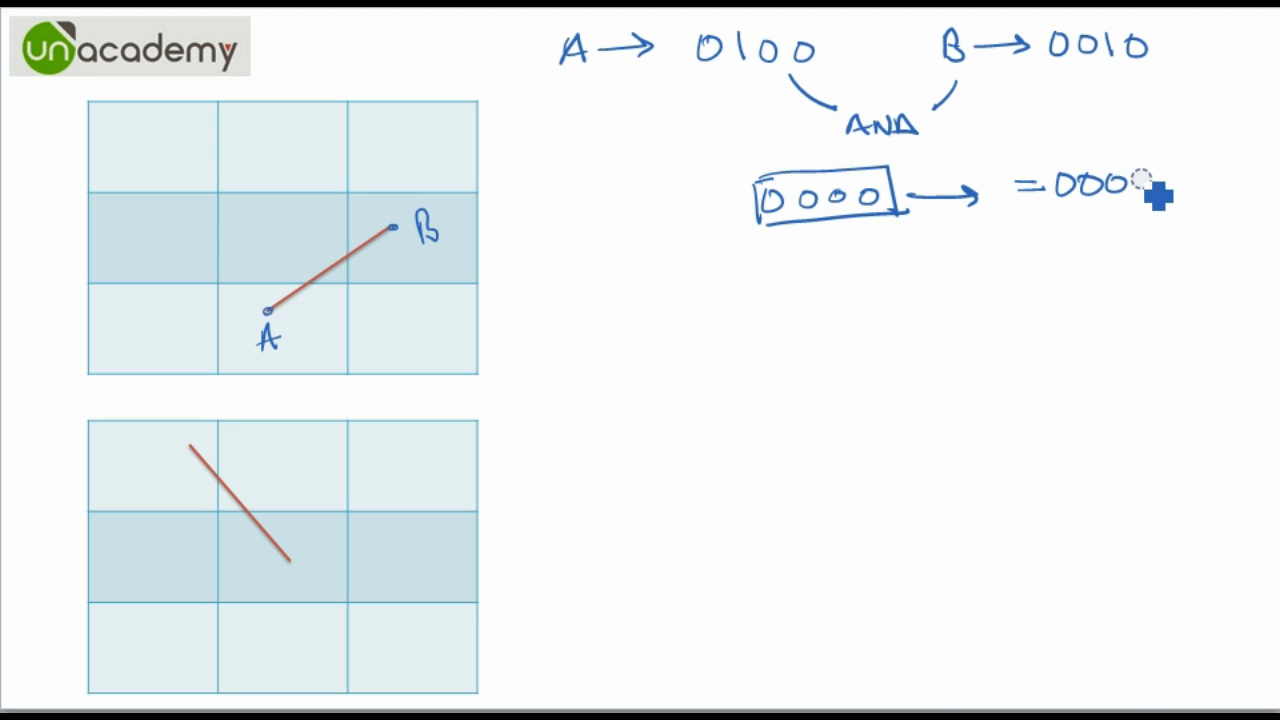 unacademy
A → 0100 B → 0010
AND
0000 → = 000
B
A